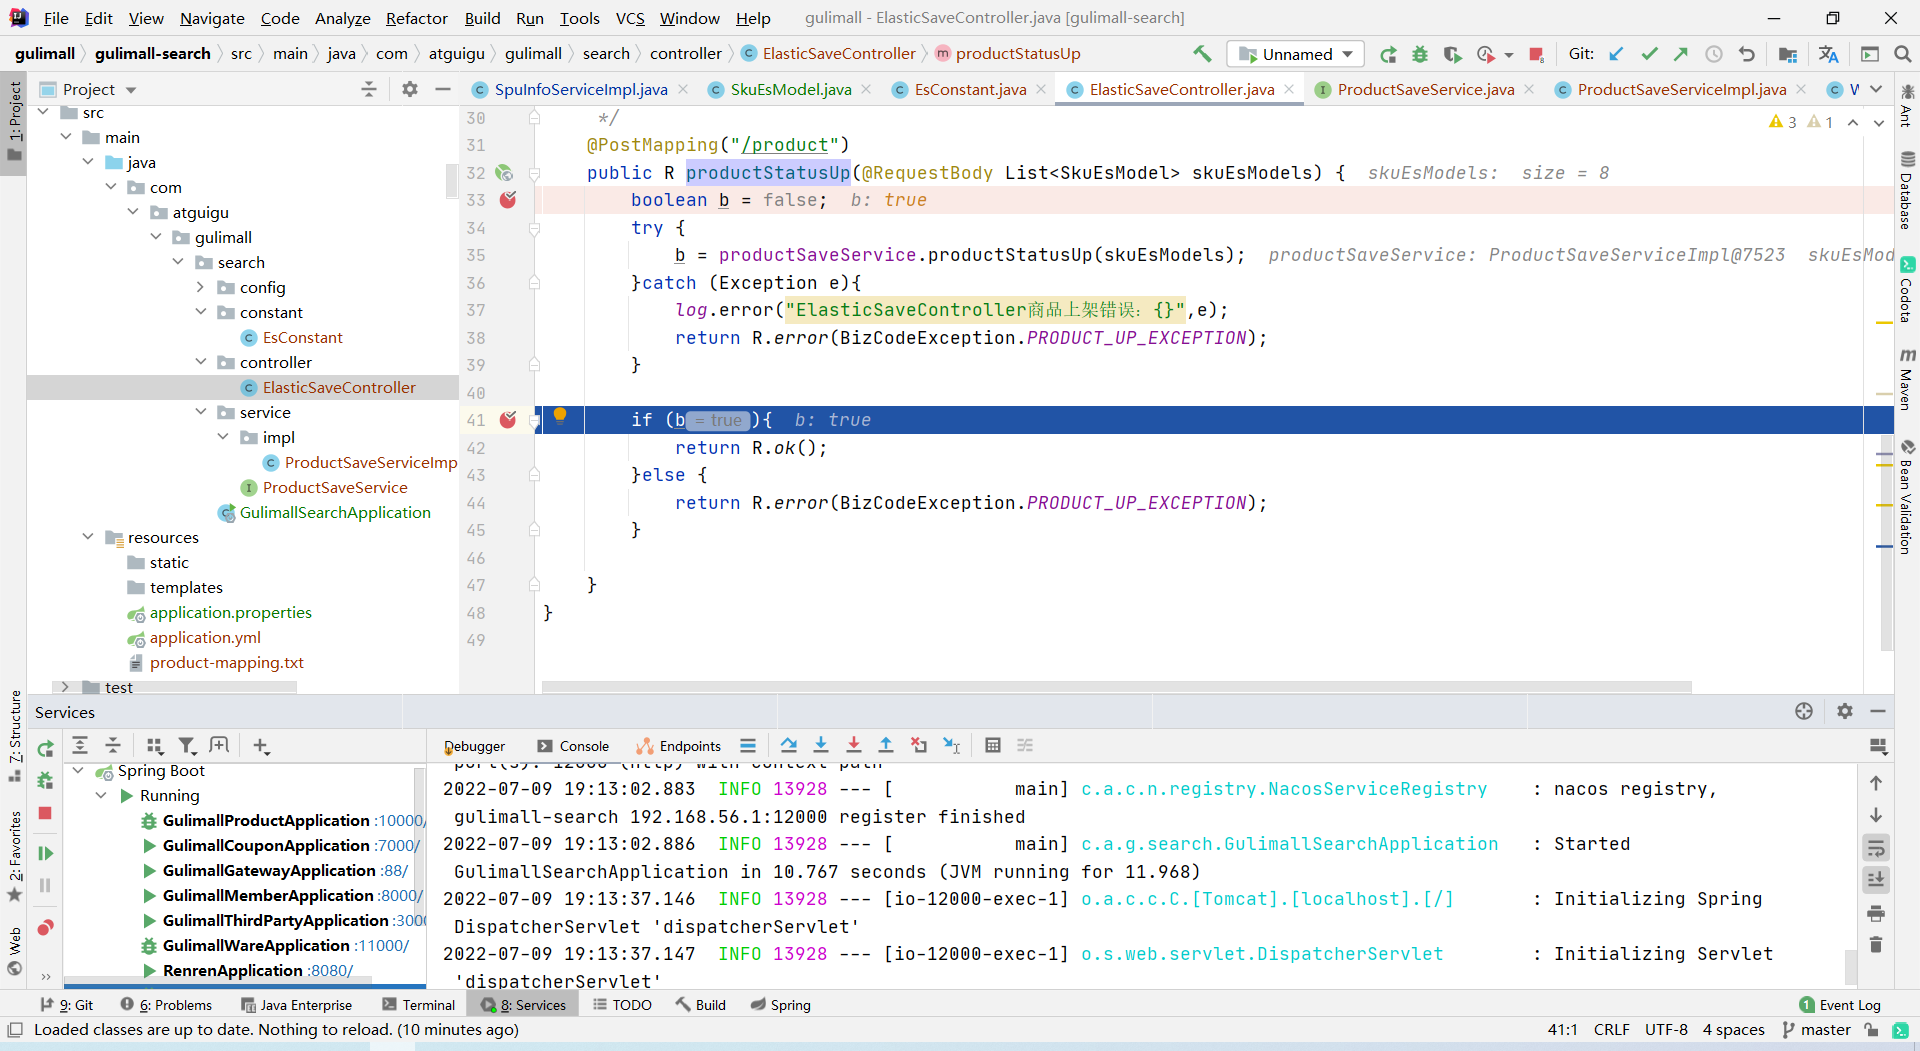 File Edit View Navigate Code Analyze Refactor Build Run Tools VCS Window Help gulimall - ElasticSaveController.java [gulimall-search]
gulimall gulimall-search src main java com atguigu gulimall search controller ElasticSaveController productStatusUp Unnamed Git:
Project SpuInfoServiceImpl.java SkuEsModel.java EsConstant.java ElasticSaveController.java ProductSaveService.java ProductSaveServiceImpl.java
1: Project
7: Structure
2: Favorites
Web
src
main
java
com
atguigu
gulimall
search
config
constant
EsConstant
controller
ElasticSaveController
service
impl
ProductSaveServiceImp
ProductSaveService
GulimallSearchApplication
resources
static
templates
application.properties
application.yml
product-mapping.txt
test
3 1
30 */
31 @PostMapping("/product")
32 public R productStatusUp(@RequestBody List<SkuEsModel> skuEsModels) { skuEsModels: size = 8
33 boolean b = false; b: true
34 try {
35 b = productSaveService.productStatusUp(skuEsModels); productSaveService: ProductSaveServiceImpl@7523 skuEsMod
36 }catch (Exception e){
37 log.error("ElasticSaveController商品上架错误：{}",e);
38 return R.error(BizCodeException.PRODUCT_UP_EXCEPTION);
39 }
40
41 if (b = true ){ b: true
42 return R.ok();
43 }else {
44 return R.error(BizCodeException.PRODUCT_UP_EXCEPTION);
45 }
46
47 }
48 }
49
Ant
Database
Codota
Maven
Bean Validation
Services
Debugger Console Endpoints
Spring Boot
Running
GulimallProductApplication :10000/
GulimallCouponApplication :7000/
GulimallGatewayApplication :88/
GulimallMemberApplication :8000/
GulimallThirdPartyApplication :3000
GulimallWareApplication :11000/
RenrenApplication :8080/
port(s): 12000 (http) with context path
2022-07-09 19:13:02.883 INFO 13928 --- [ main] c.a.c.n.registry.NacosServiceRegistry : nacos registry,
gulimall-search 192.168.56.1:12000 register finished
2022-07-09 19:13:02.886 INFO 13928 --- [ main] c.a.g.search.GulimallSearchApplication : Started
GulimallSearchApplication in 10.767 seconds (JVM running for 11.968)
2022-07-09 19:13:37.146 INFO 13928 --- [io-12000-exec-1] o.a.c.c.C.[Tomcat].[localhost].[/] : Initializing Spring
DispatcherServlet 'dispatcherServlet'
2022-07-09 19:13:37.147 INFO 13928 --- [io-12000-exec-1] o.s.web.servlet.DispatcherServlet : Initializing Servlet
'dispatcherServlet'
9: Git 6: Problems Java Enterprise Terminal 8: Services TODO Build Spring 1 Event Log
Loaded classes are up to date. Nothing to reload. (10 minutes ago) 41:1 CRLF UTF-8 4 spaces master